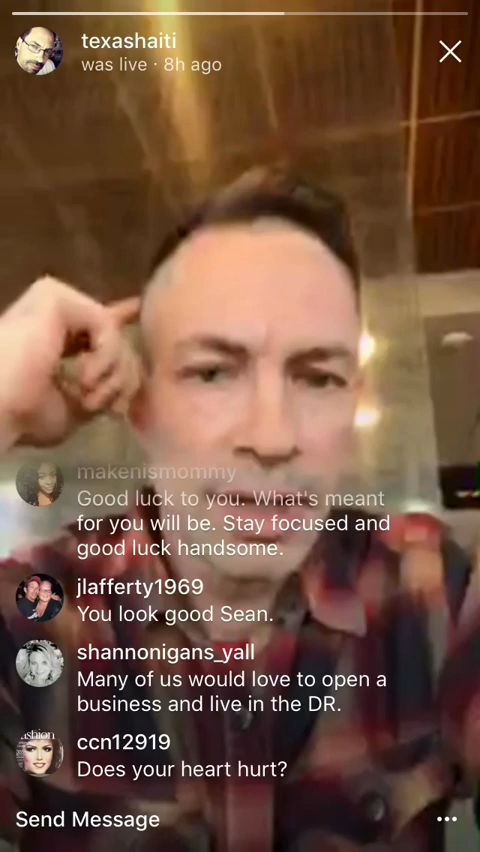 texashaiti
was live · 8h ago
makenismommy
Good luck to you. What's meant
for you will be. Stay focused and
good luck handsome.
jlafferty1969
You look good Sean.
shannonigans_yall
Many of us would love to open a
business and live in the DR.
ashion
ccn12919
Does your heart hurt?
Send Message